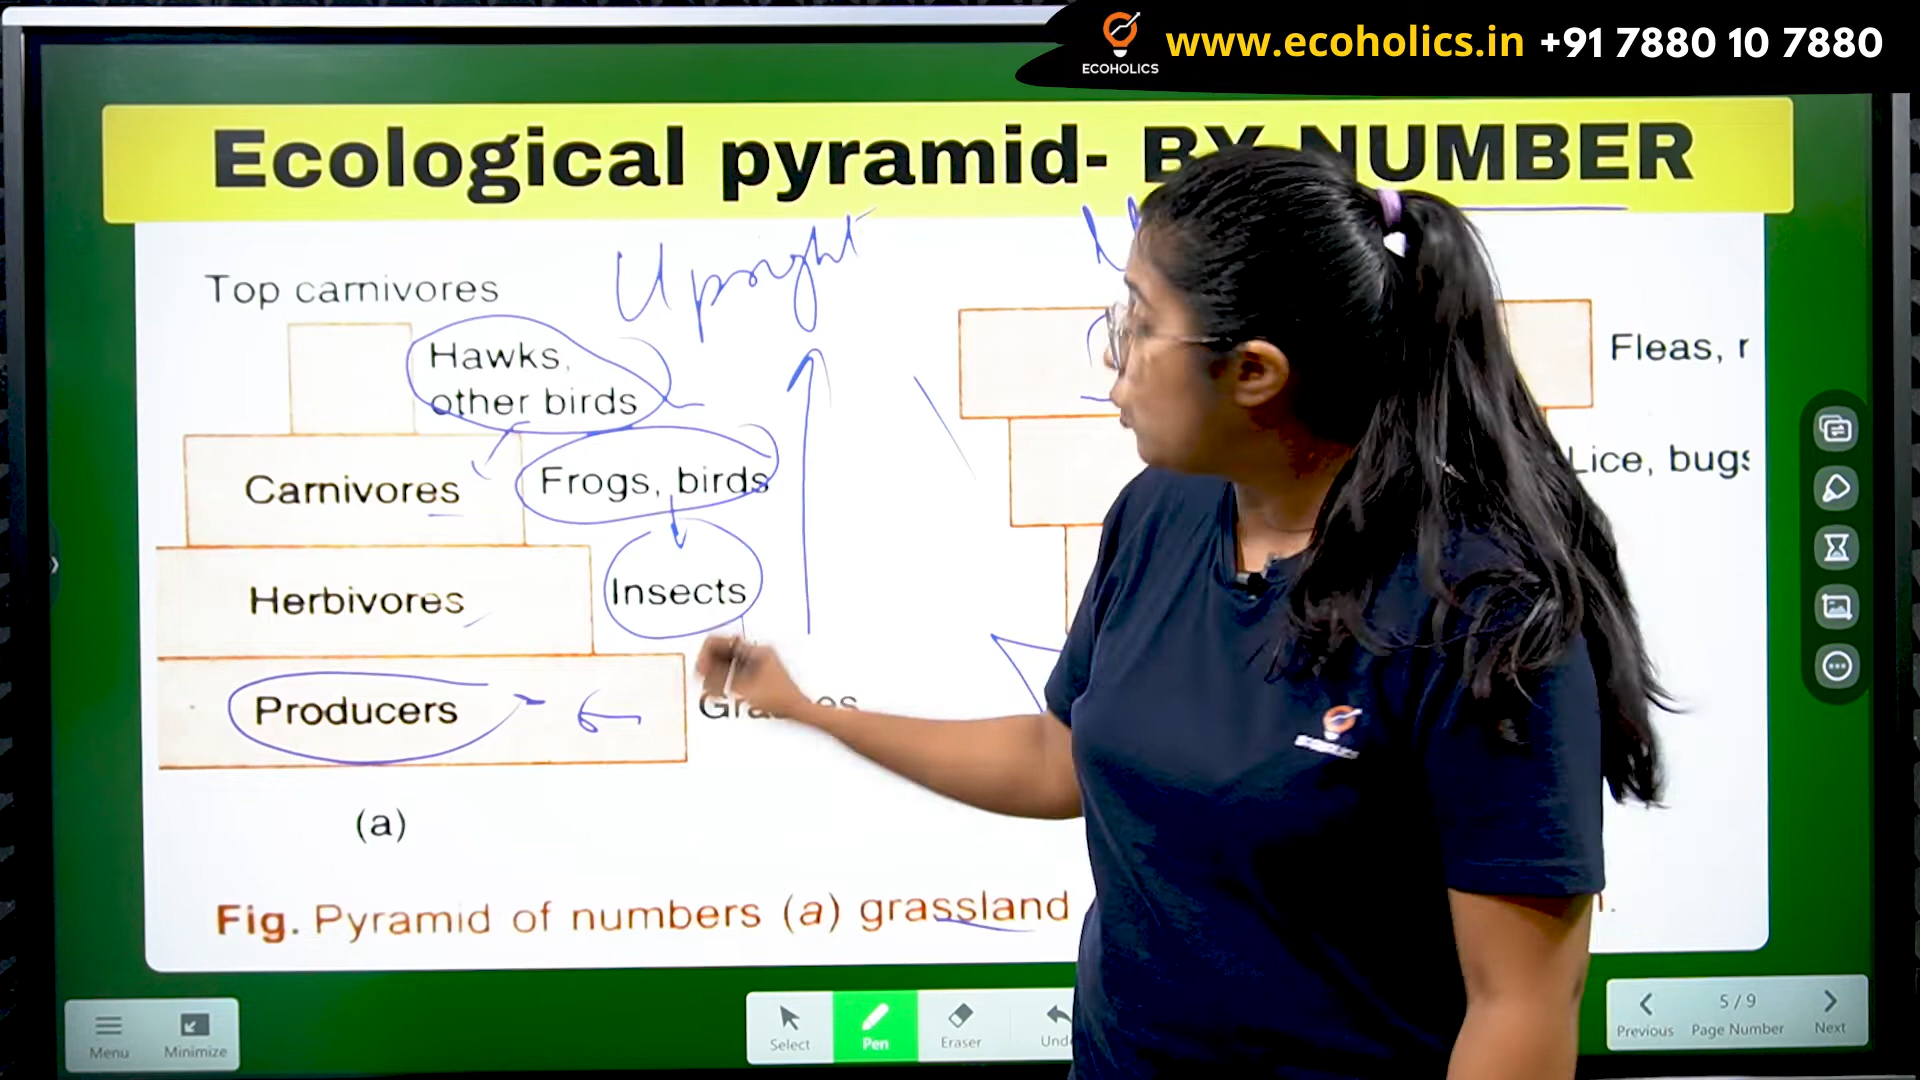 ECOHOLICS
www.ecoholics.in +91 7880 10 7880
Ecological pyramid- BY NUMBER
Upright
Top carnivores
Hawks,
other birds
Carnivores
Frogs, birds
Herbivores
Insects
Producers
(a)
Fleas,
Lice, bugs
Fig. Pyramid of numbers (a) grassland
Menu
Minimize
Select
Pen
Eraser
Previous
5 / 9
Page Number
Next